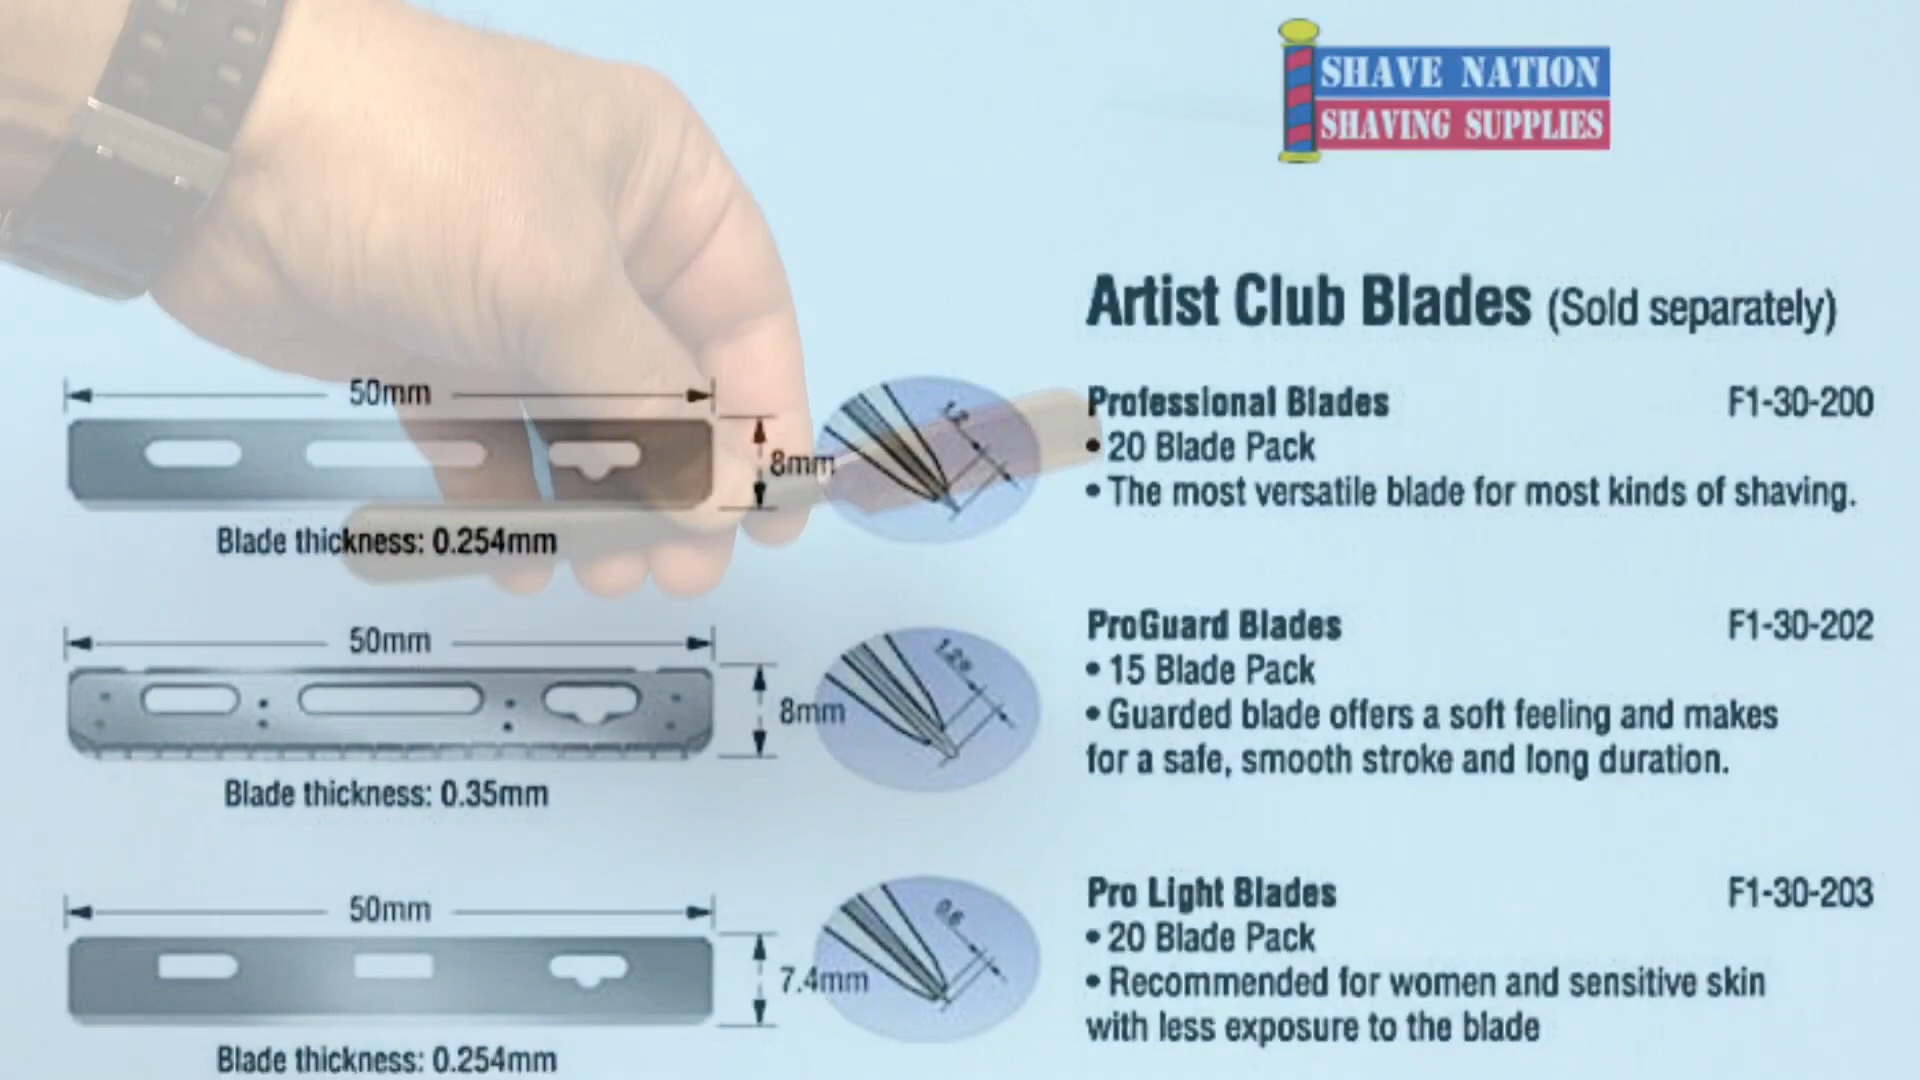 SHAVE NATION
SHAVING SUPPLIES
Artist Club Blades (Sold separately)
50mm
8mm
1.2
Blade thickness: 0.254mm
Professional Blades F1-30-200
• 20 Blade Pack
• The most versatile blade for most kinds of shaving.
50mm
8mm
Blade thickness: 0.35mm
ProGuard Blades F1-30-202
• 15 Blade Pack
• Guarded blade offers a soft feeling and makes
for a safe, smooth stroke and long duration.
50mm
7.4mm
0.6
Blade thickness: 0.254mm
Pro Light Blades F1-30-203
• 20 Blade Pack
• Recommended for women and sensitive skin
with less exposure to the blade